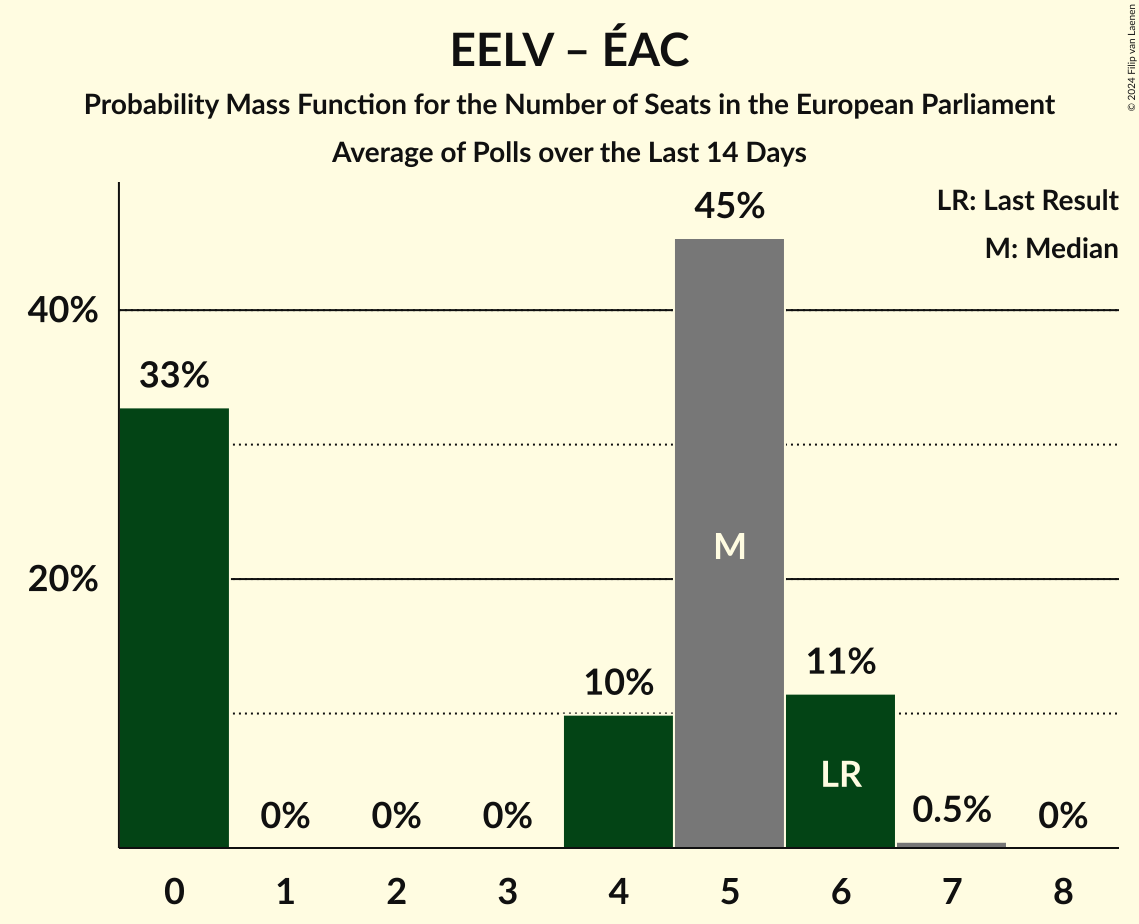 EELV – ÉAC
Probability Mass Function for the Number of Seats in the European Parliament
Average of Polls over the Last 14 Days
© 2024 Filip van Laenen
LR: Last Result
M: Median
45%
40%
33%
M
20%
11%
10%
LR
0% 0% 0% 0.5% 0%
0 1 2 3 4 5 6 7 8